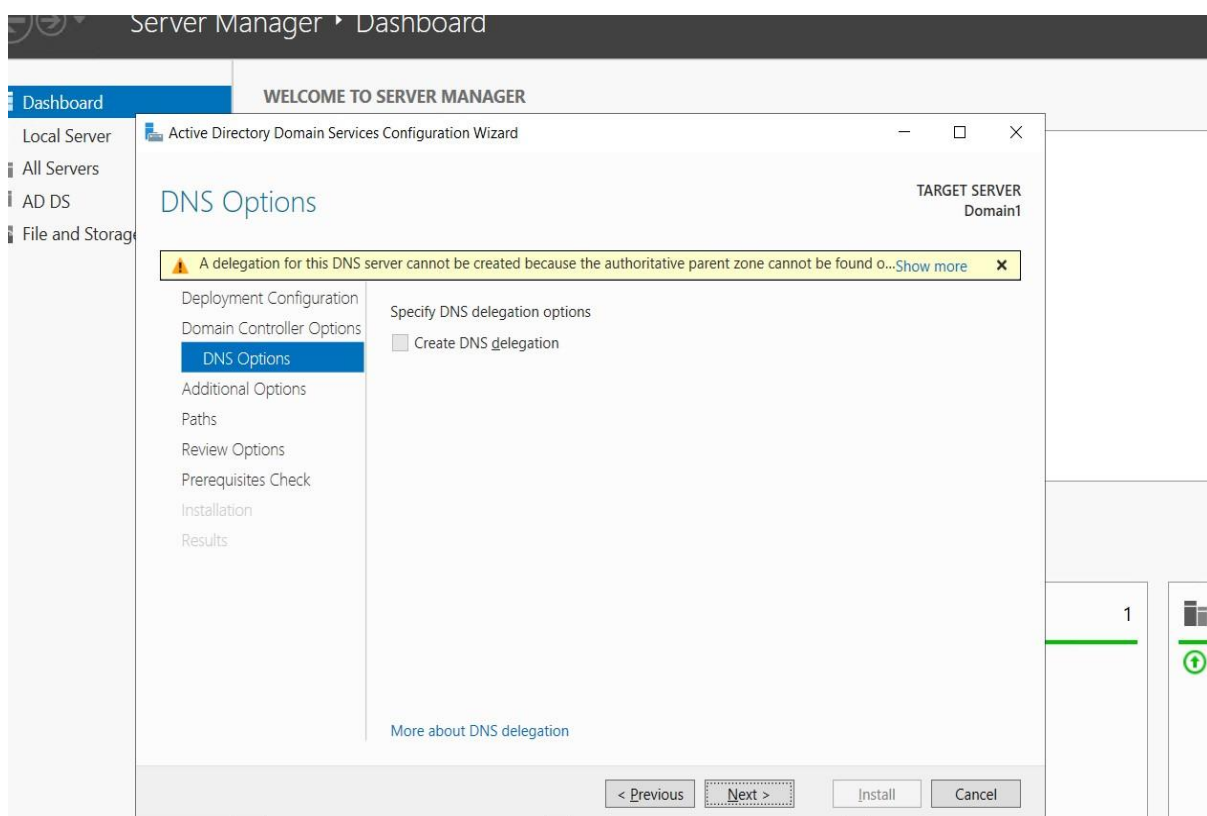 Server Manager ‣ Dashboard
Dashboard
Local Server
All Servers
AD DS
File and Storage
WELCOME TO SERVER MANAGER
Active Directory Domain Services Configuration Wizard
DNS Options
TARGET SERVER
Domain1
A delegation for this DNS server cannot be created because the authoritative parent zone cannot be found o...Show more
Deployment Configuration
Domain Controller Options
DNS Options
Additional Options
Paths
Review Options
Prerequisites Check
Installation
Results
Specify DNS delegation options
Create DNS delegation
More about DNS delegation
1
< Previous
Next >
Install
Cancel